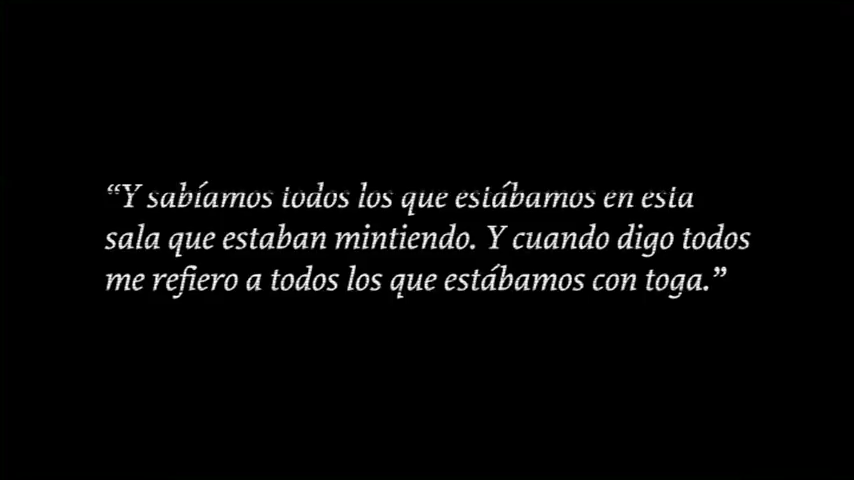 “Y sabíamos todos los que estábamos en esta
sala que estaban mintiendo. Y cuando digo todos
me refiero a todos los que estábamos con toga.”